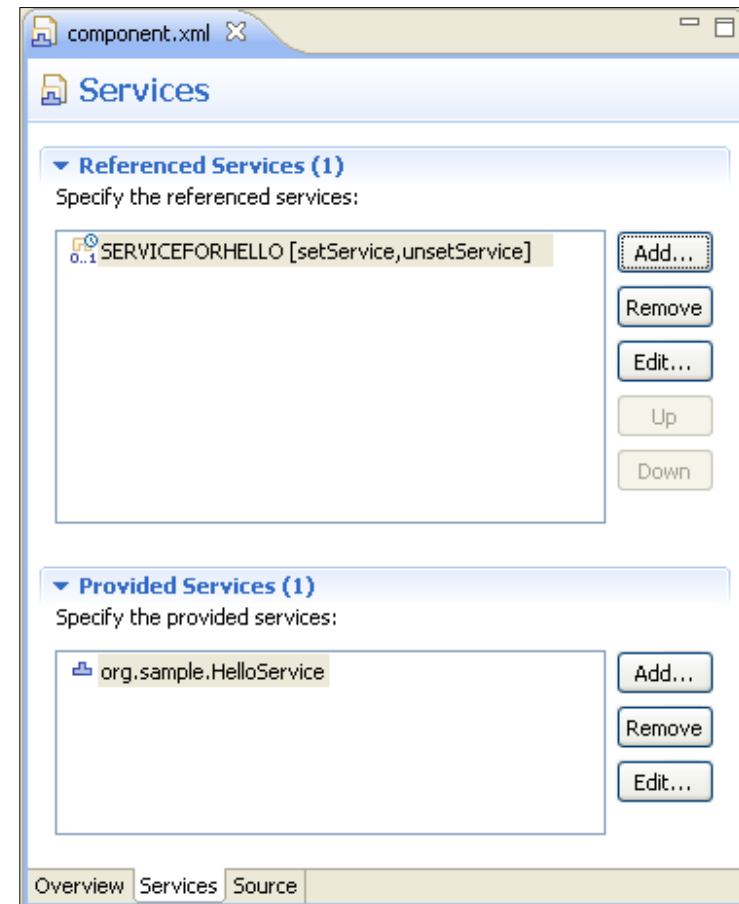 component.xml
Services
Referenced Services (1)
Specify the referenced services:
0..1 SERVICEFORHELLO [setService,unsetService]
Add...
Remove
Edit...
Up
Down
Provided Services (1)
Specify the provided services:
org.sample.HelloService
Add...
Remove
Edit...
Overview Services Source